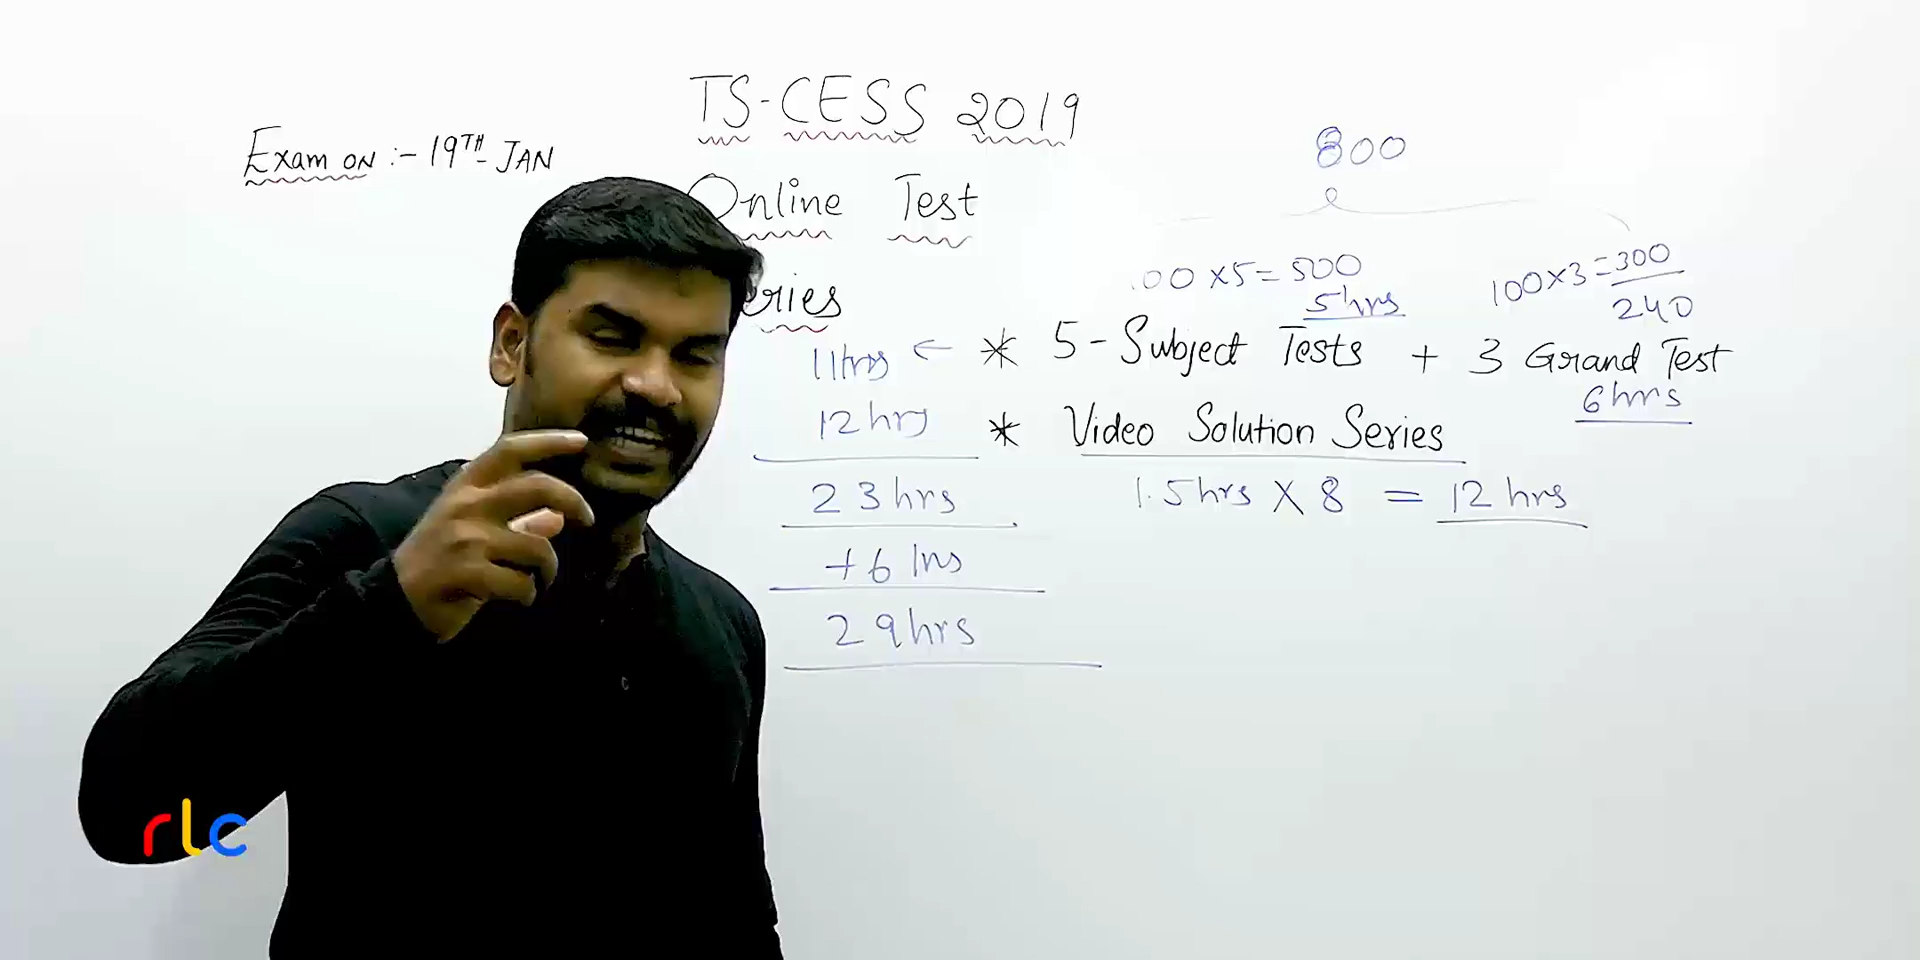 TS-CESS 2019
Exam ON :- 19TH JAN
800
Online Test
eries
00 x5 = 500
5hrs
100x3 = 300
240
11hrs ← * 5-Subject Tests + 3 Grand Test
6hrs
12hrs * Video Solution Series
23hrs 1.5hrs X 8 = 12 hrs
+6 hrs
29hrs
rlc